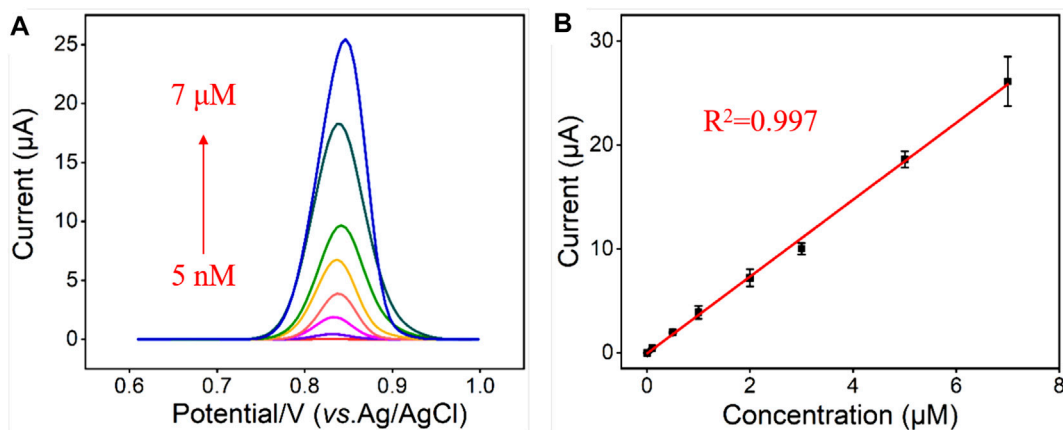 A
25
20
15
10
5
0
Current (µA)
7 µM
5 nM
0.6
0.7
0.8
0.9
1.0
Potential/V (vs.Ag/AgCl)
B
30
20
10
0
Current (µA)
R²=0.997
0
2
4
6
8
Concentration (µM)